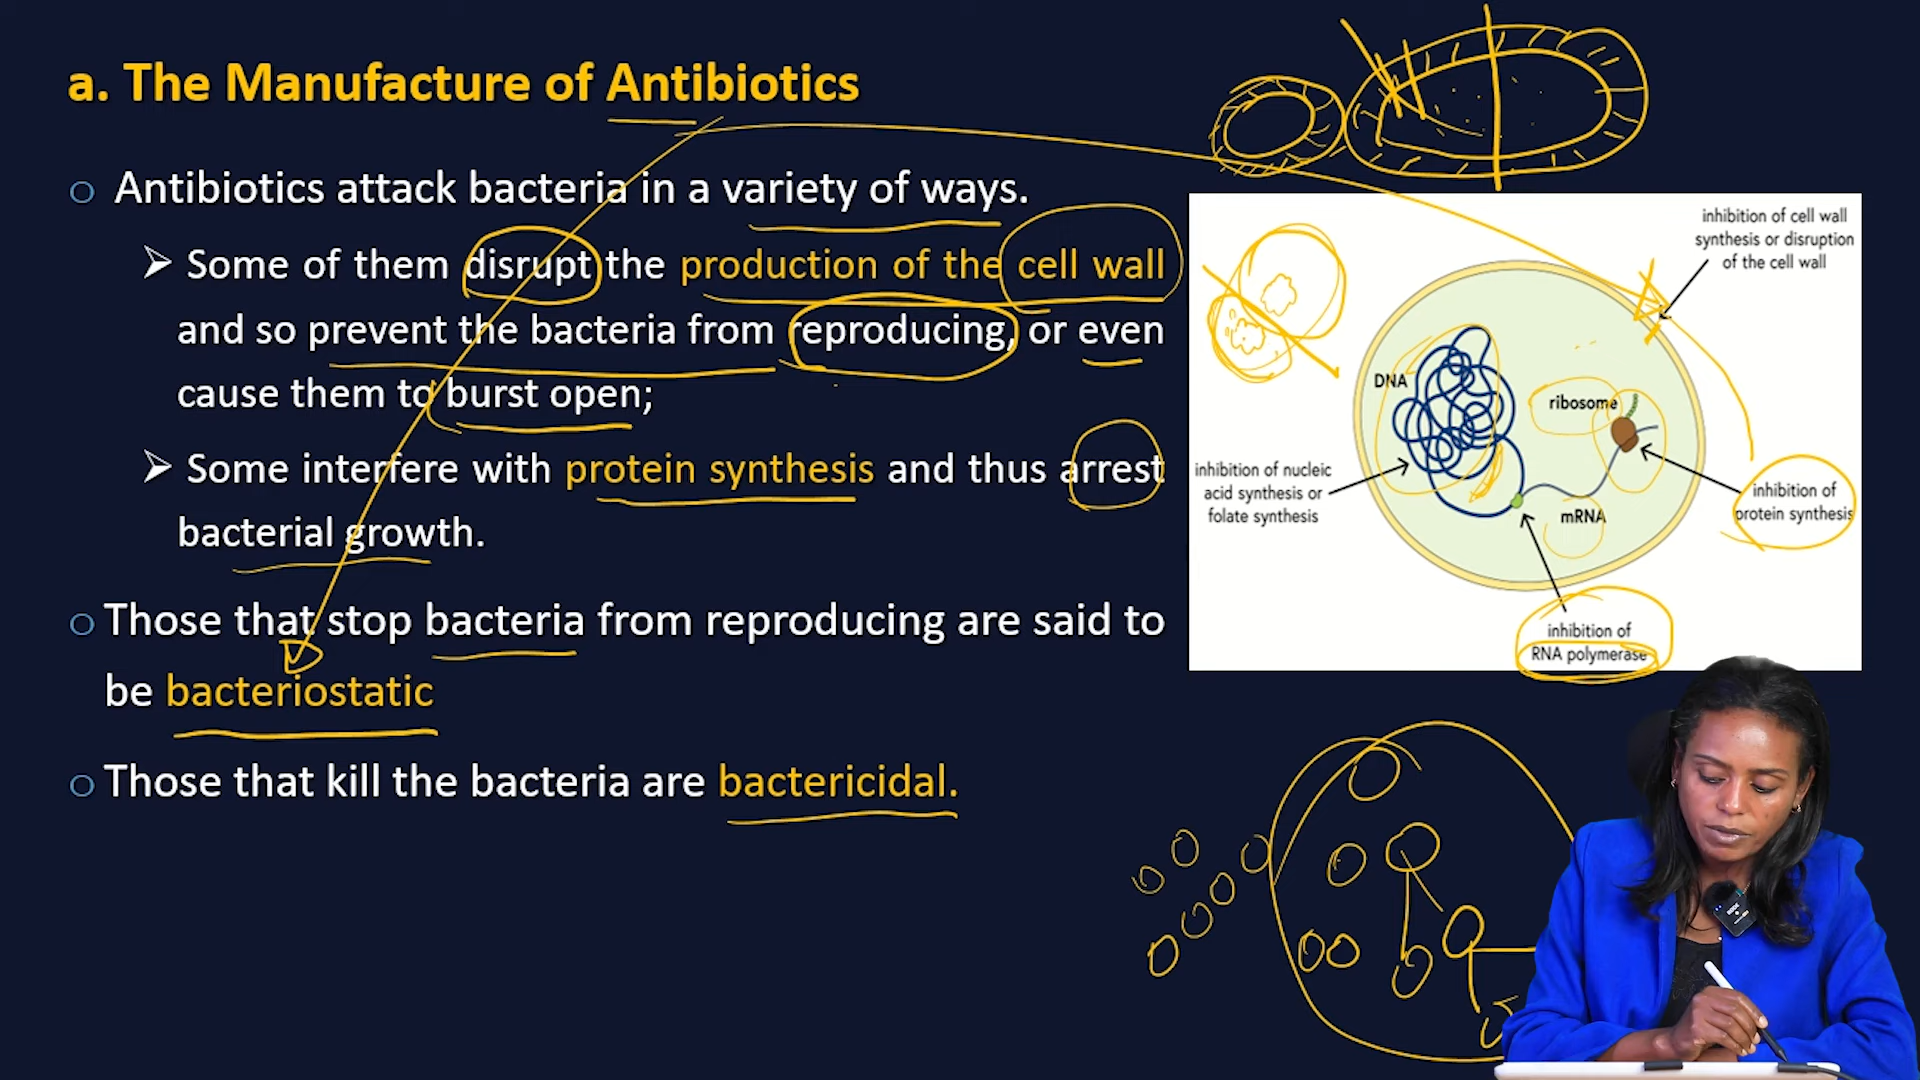 a. The Manufacture of Antibiotics
Antibiotics attack bacteria in a variety of ways.
Some of them disrupt the production of the cell wall
and so prevent the bacteria from reproducing, or even
cause them to burst open;
Some interfere with protein synthesis and thus arrest
bacterial growth.
Those that stop bacteria from reproducing are said to
be bacteriostatic
Those that kill the bacteria are bactericidal.
inhibition of cell wall
synthesis or disruption
of the cell wall
DNA
ribosome
inhibition of nucleic
acid synthesis or
folate synthesis
mRNA
inhibition of
protein synthesis
inhibition of
RNA polymerase